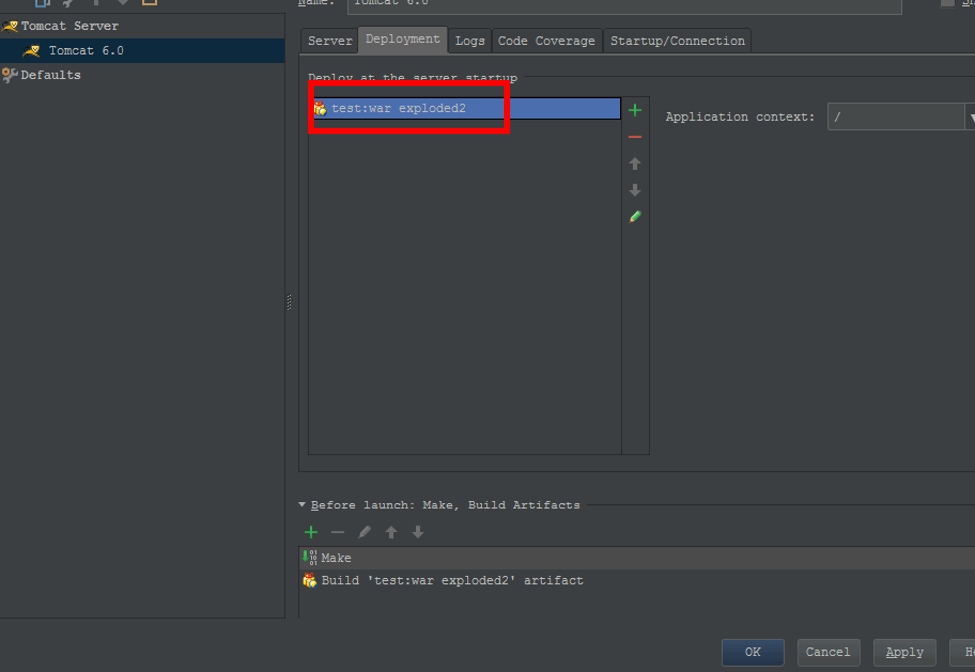 Name: Tomcat 6.0
Tomcat Server
Tomcat 6.0
Defaults
Server Deployment Logs Code Coverage Startup/Connection
Deploy at the server startup
test:war exploded2
Application context: /
Before launch: Make, Build Artifacts
Make
Build 'test:war exploded2' artifact
OK Cancel Apply